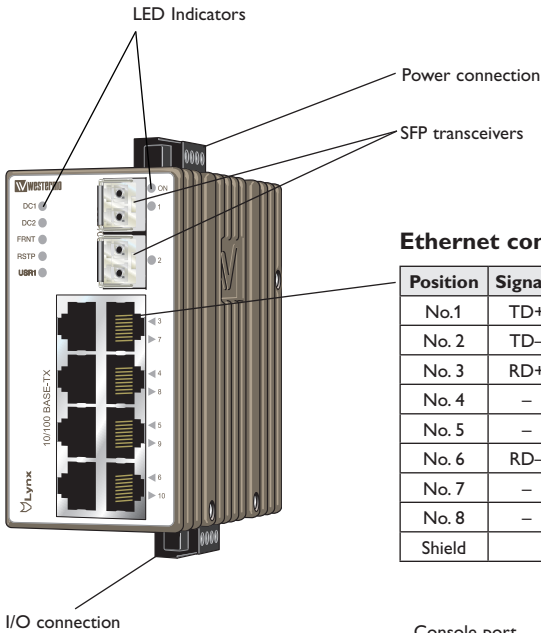 LED Indicators
Power connection
SFP transceivers
Westermo
ON
DC1
1
DC2
FRNT
RSTP
2
USR1
3
7
4
8
10/100 BASE-TX
5
9
6
10
Lynx
I/O connection
Ethernet con
Position Signa
No.1 TD+
No. 2 TD–
No. 3 RD+
No. 4 –
No. 5 –
No. 6 RD–
No. 7 –
No. 8 –
Shield
Console port